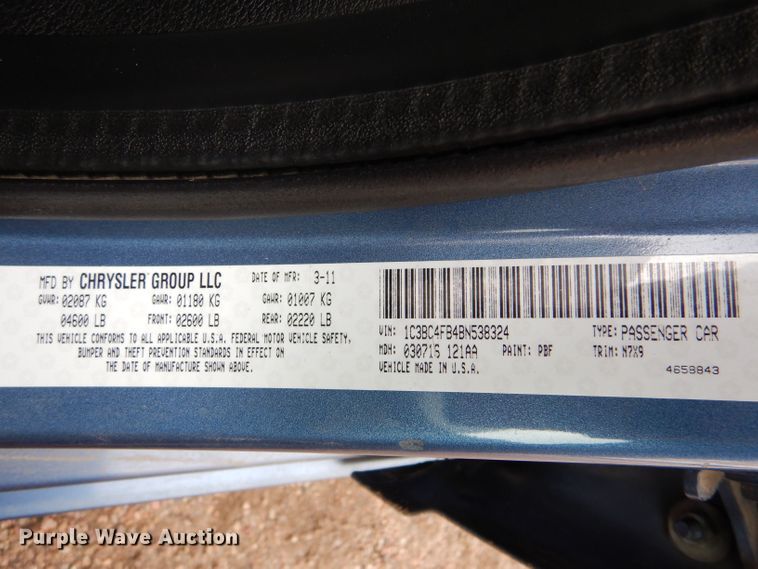 MFD BY CHRYSLER GROUP LLC DATE OF MFR: 3-11
GVWR: 02087 KG GAWR: 01180 KG GAWR: 01007 KG
04600 LB FRONT: 02600 LB REAR: 02220 LB
THIS VEHICLE CONFORMS TO ALL APPLICABLE U.S.A. FEDERAL MOTOR VEHICLE SAFETY,
BUMPER AND THEFT PREVENTION STANDARDS IN EFFECT ON
THE DATE OF MANUFACTURE SHOWN ABOVE.
VIN: 1C3BC4FB4BN538324 TYPE: PASSENGER CAR
MDH: 030715 121AA PAINT: PBF TRIM: N7X9
VEHICLE MADE IN U.S.A. 4658843
Purple Wave Auction
Purple Wave Auction